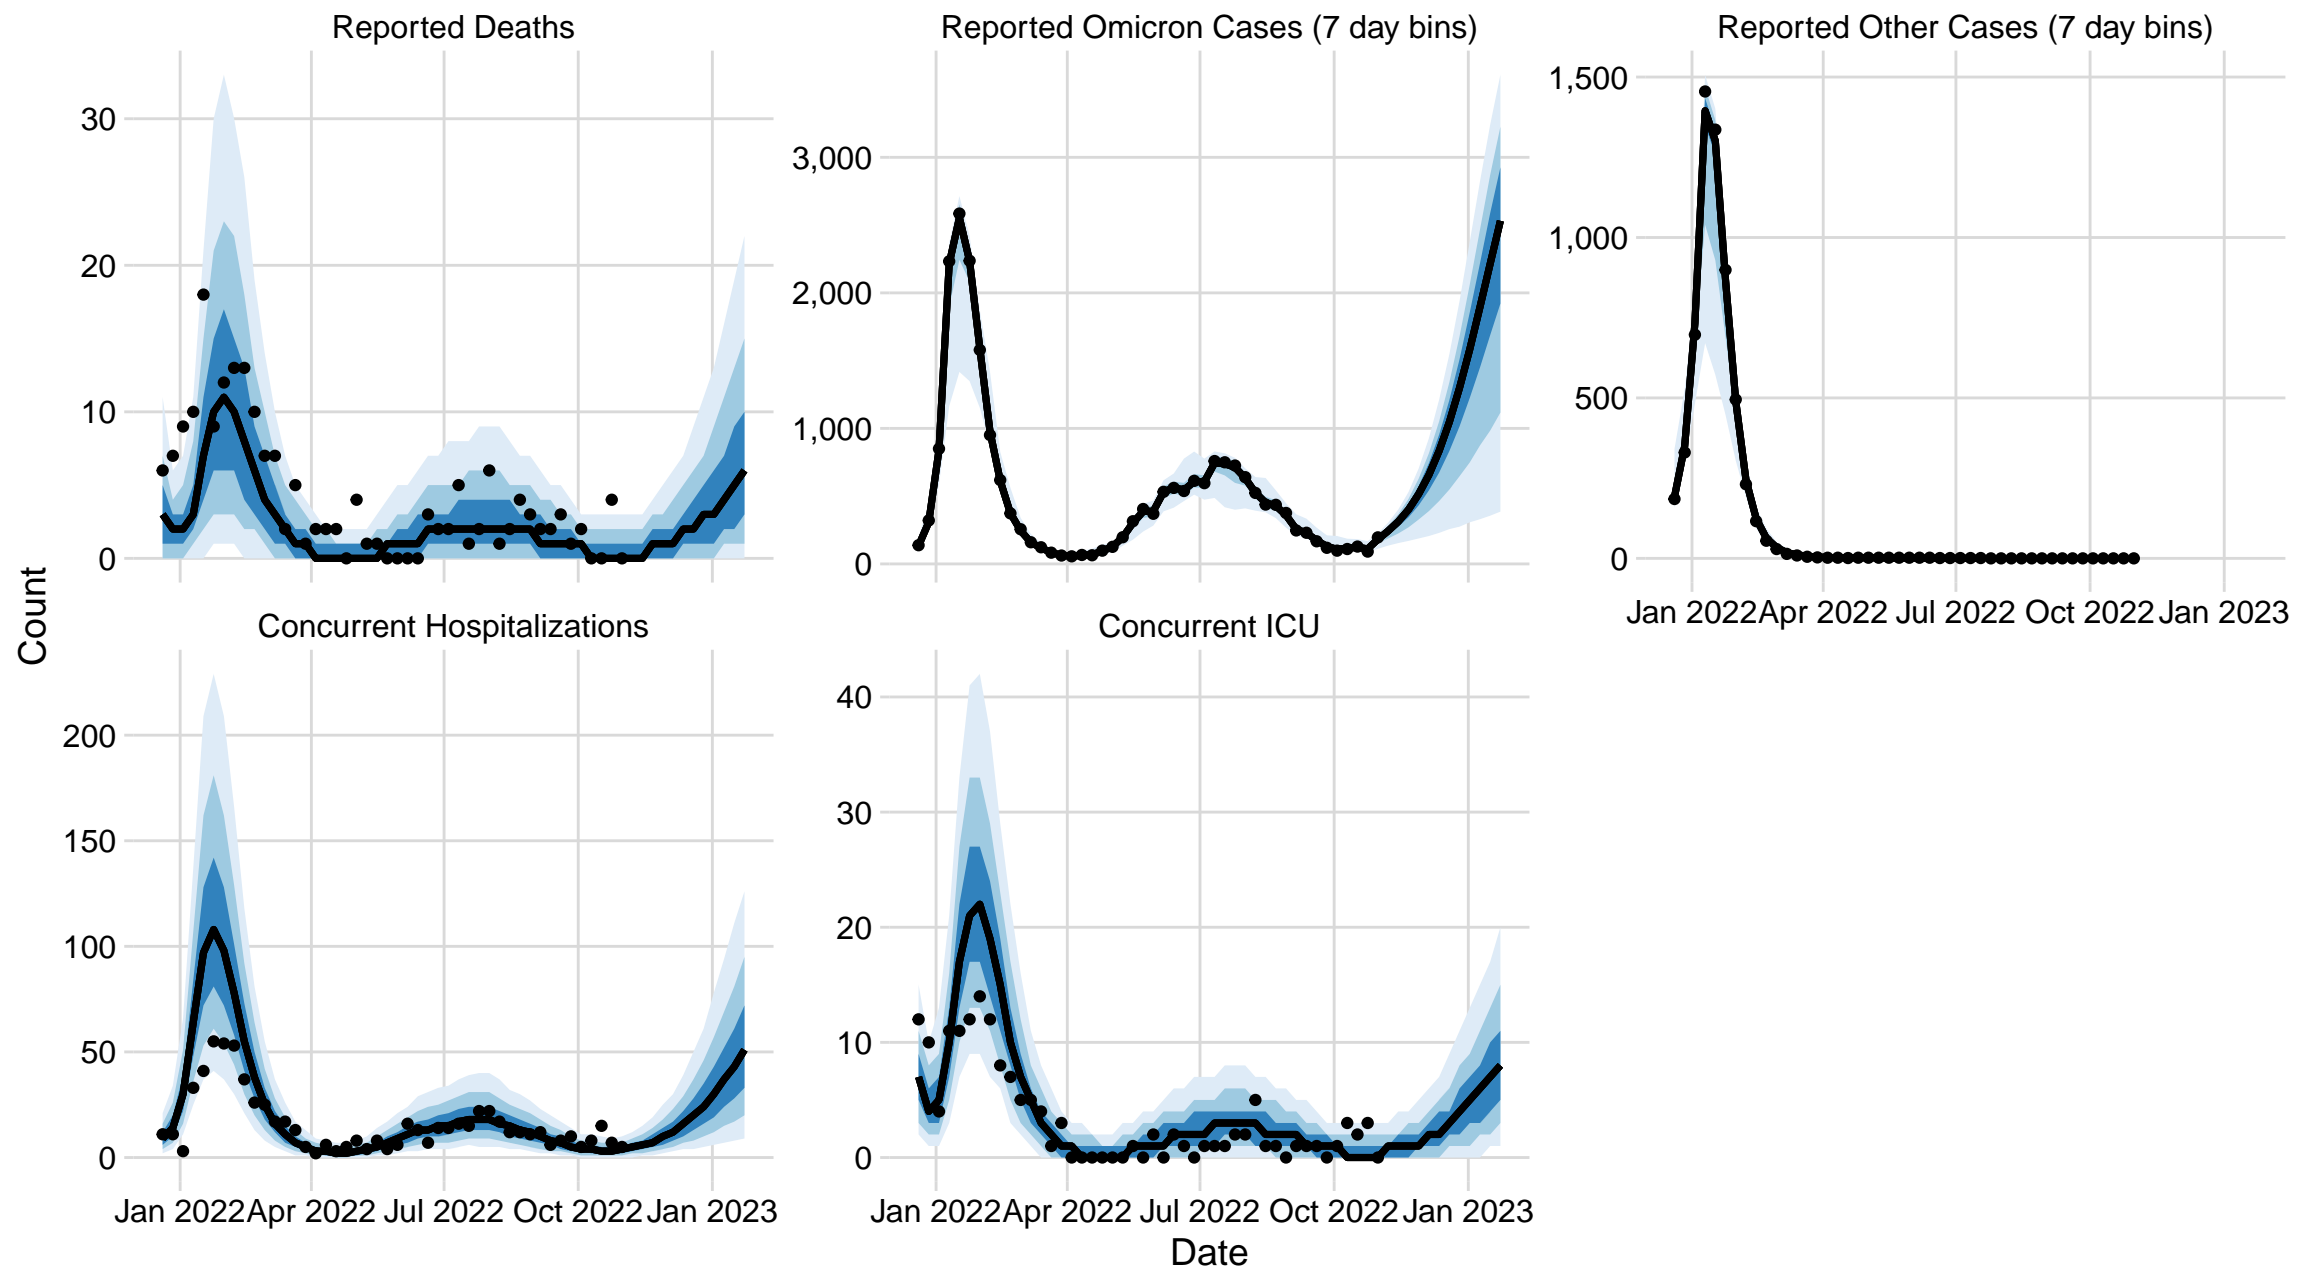 Reported Deaths
Reported Omicron Cases (7 day bins)
Reported Other Cases (7 day bins)
30
20
10
0
3,000
2,000
1,000
0
1,500
1,000
500
0
Jan 2022 Apr 2022 Jul 2022 Oct 2022 Jan 2023
Count
Concurrent Hospitalizations
Concurrent ICU
200
150
100
50
0
40
30
20
10
0
Jan 2022 Apr 2022 Jul 2022 Oct 2022 Jan 2023
Jan 2022 Apr 2022 Jul 2022 Oct 2022 Jan 2023
Date